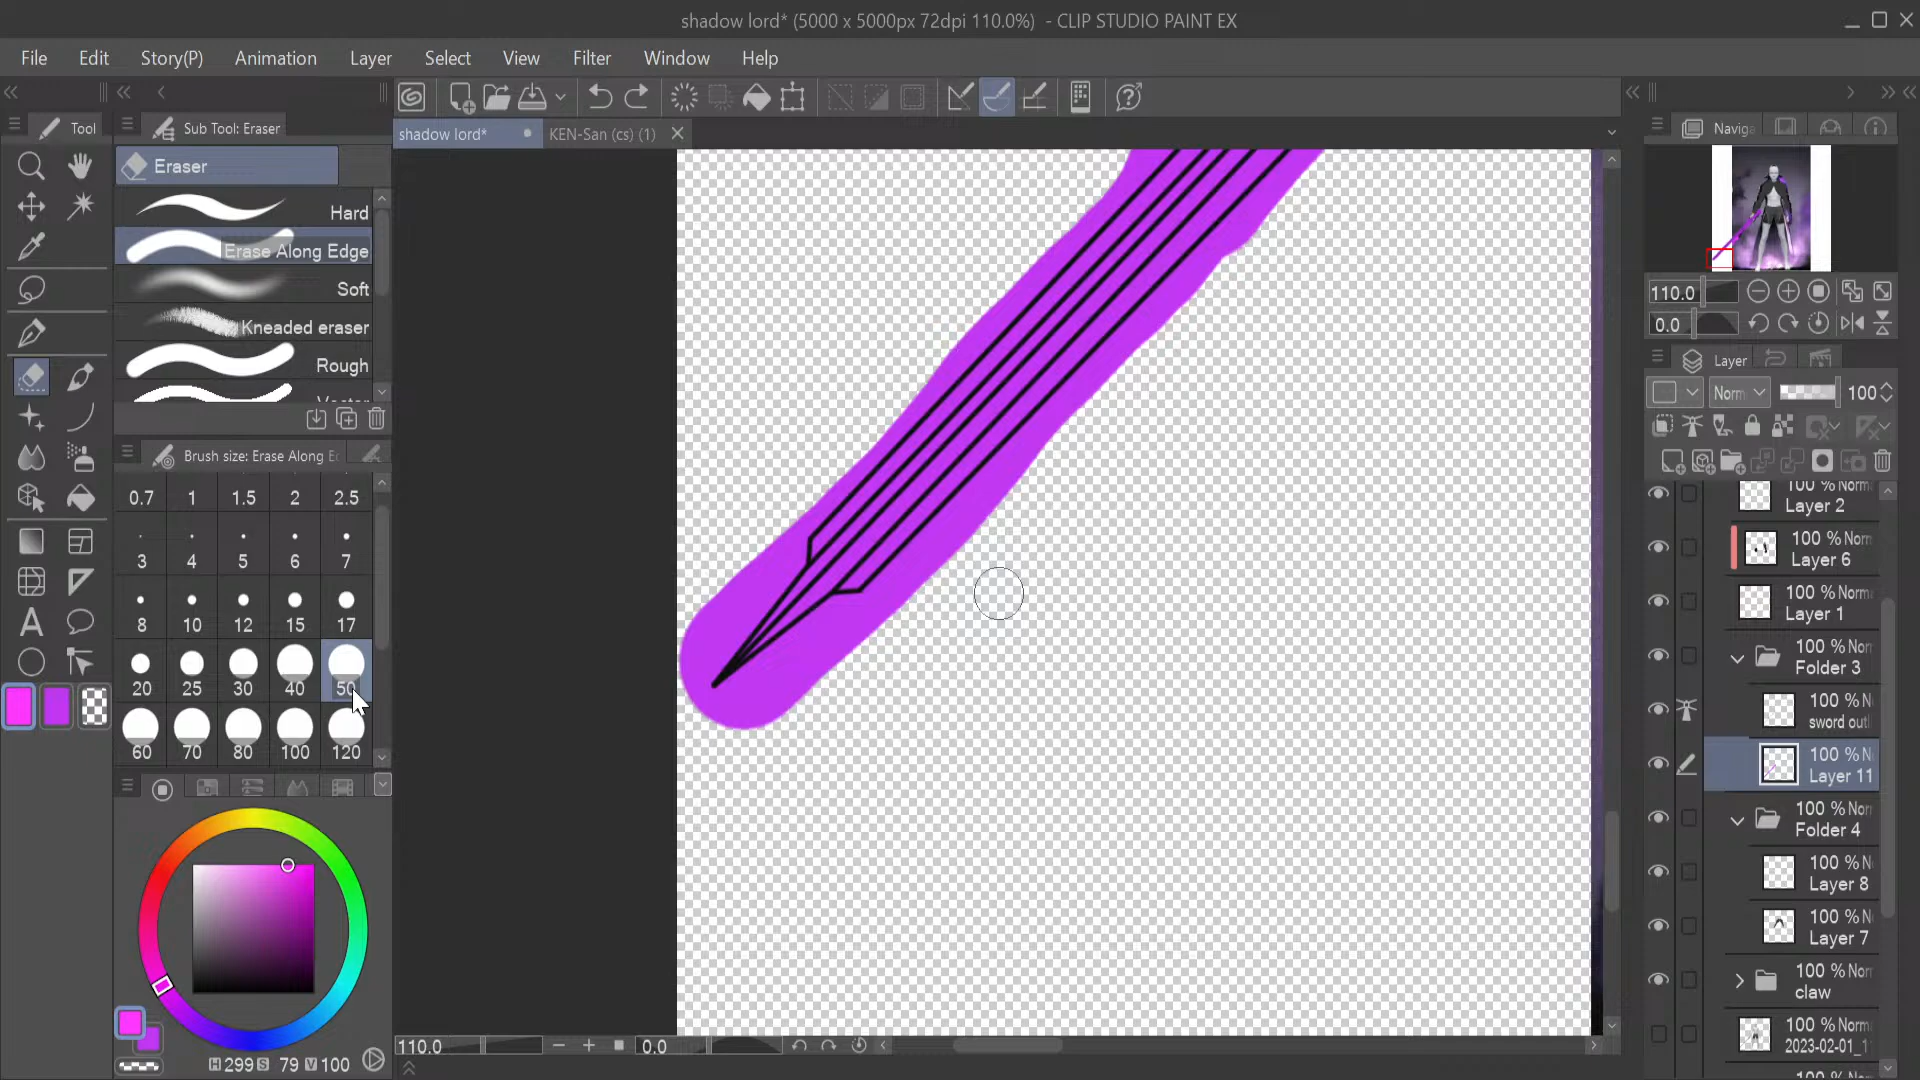 shadow lord* (5000 x 5000px 72dpi 110.0%) - CLIP STUDIO PAINT EX
File Edit Story(P) Animation Layer Select View Filter Window Help
Tool
Sub Tool: Eraser
shadow lord*
KEN-San (cs) (1)
Naviga
Eraser
Hard
Erase Along Edge
Soft
Kneaded eraser
Rough
Brush size: Erase Along E
0.7 1 1.5 2 2.5
3 4 5 6 7
8 10 12 15 17
20 25 30 40 50
60 70 80 100 120
H 299 S 79 V 100
110.0
0.0
110.0
0.0
Layer
Norm
100
100 % Norm
Layer 2
100 % Norm
Layer 6
100 % Norm
Layer 1
100 % Nor
Folder 3
100 % N
sword outl
100 % N
Layer 11
100 % Nor
Folder 4
100 % N
Layer 8
100 % N
Layer 7
100 % Nor
claw
100 % Norm
2023-02-01_1